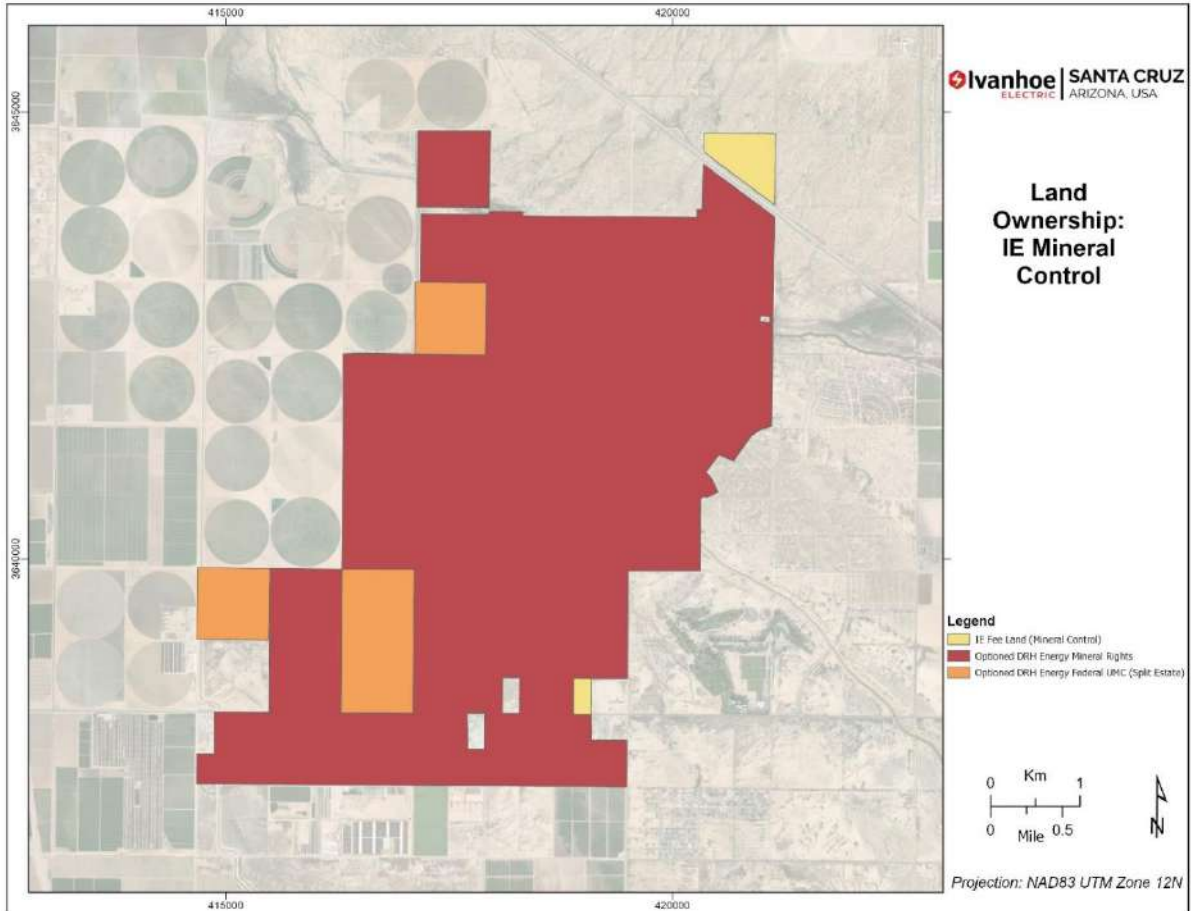 415000
420000
3645000
3640000
415000
420000
Ivanhoe
ELECTRIC
SANTA CRUZ
ARIZONA, USA
Land
Ownership:
IE Mineral
Control
Legend
IE Fee Land (Mineral Control)
Optioned DRH Energy Mineral Rights
Optioned DRH Energy Federal UMC (Split Estate)
Km
0 1
0 0.5
Mile
N
Projection: NAD83 UTM Zone 12N